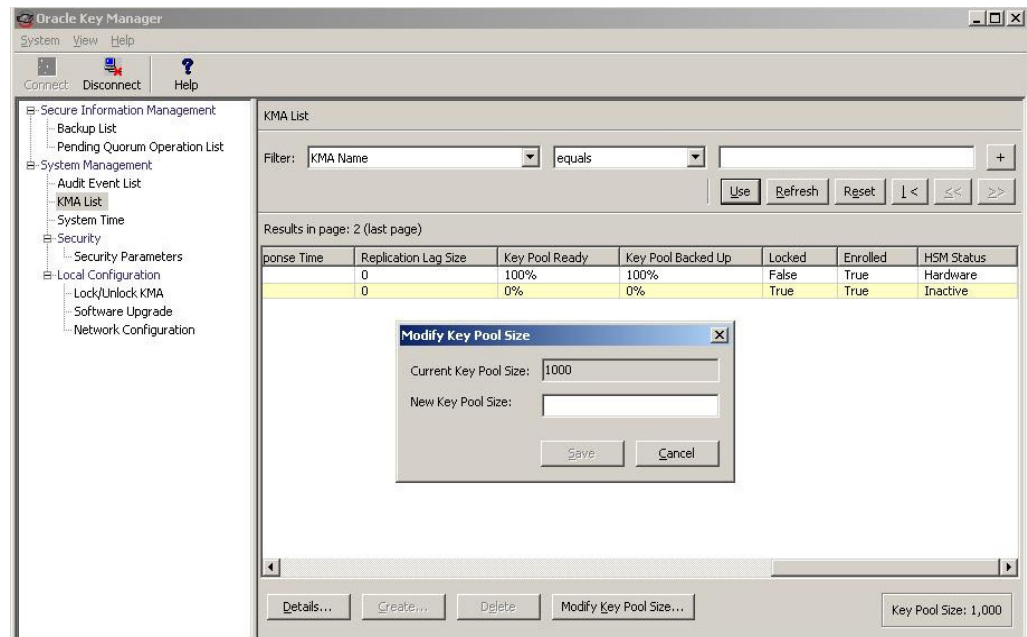 Oracle Key Manager
System View Help
Connect Disconnect Help
Secure Information Management
Backup List
Pending Quorum Operation List
System Management
Audit Event List
KMA List
System Time
Security
Security Parameters
Local Configuration
Lock/Unlock KMA
Software Upgrade
Network Configuration
KMA List
Filter: KMA Name equals +
Use Refresh Reset |< << >>
Results in page: 2 (last page)
ponse Time Replication Lag Size Key Pool Ready Key Pool Backed Up Locked Enrolled HSM Status
0 100% 100% False True Hardware
0 0% 0% True True Inactive
Modify Key Pool Size
Current Key Pool Size: 1000
New Key Pool Size:
Save Cancel
Details... Create... Delete Modify Key Pool Size... Key Pool Size: 1,000